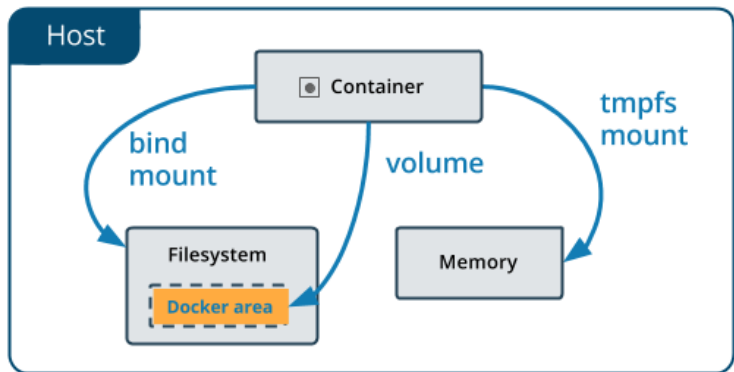 Host
Container
bind
mount
volume
tmpfs
mount
Filesystem
Docker area
Memory